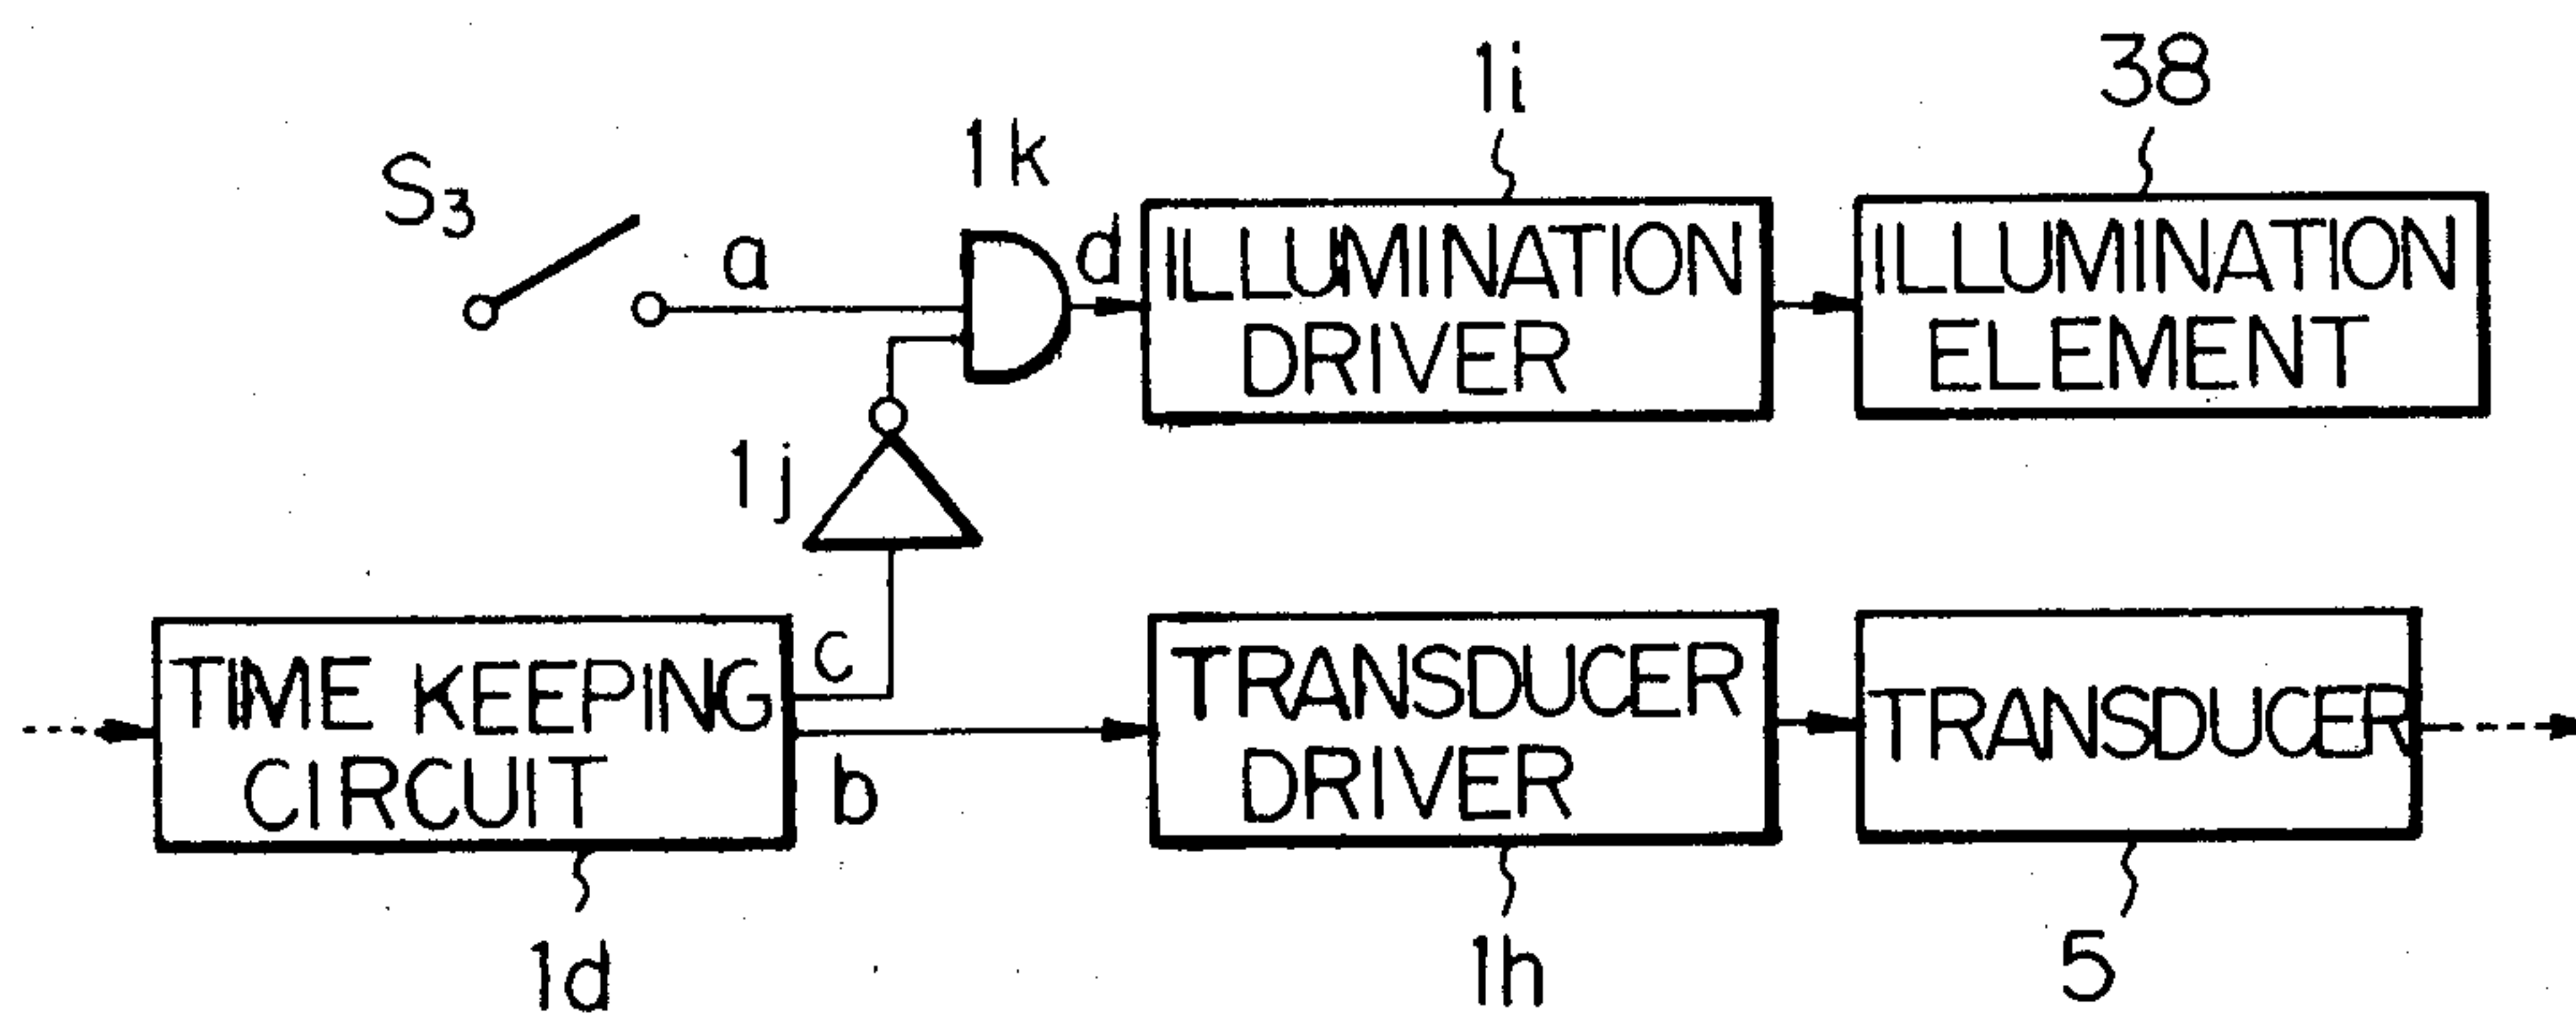 1i
38
1k
S3
a
d
ILLUMINATION
DRIVER
ILLUMINATION
ELEMENT
1j
c
TIME KEEPING
CIRCUIT
b
TRANSDUCER
DRIVER
TRANSDUCER
1d
1h
5